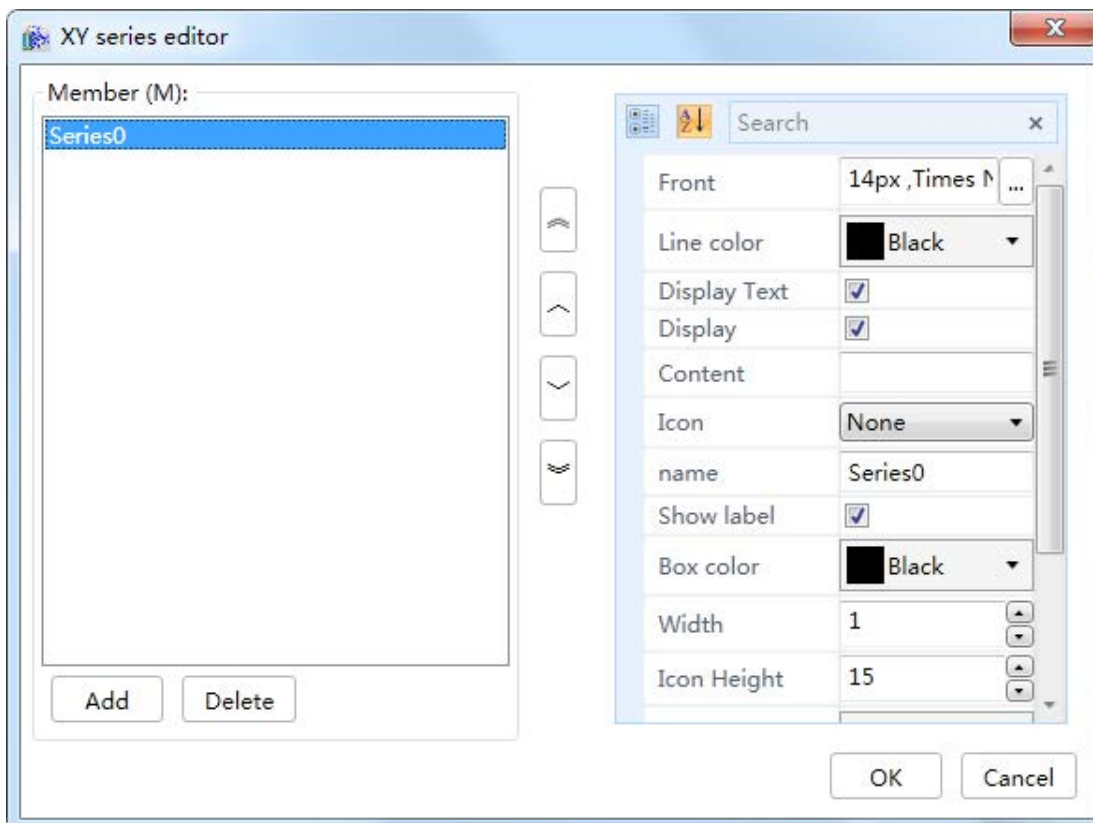 XY series editor
Member (M):
Series0
Search
Front 14px ,Times N ...
Line color Black
Display Text
Display
Content
Icon None
name Series0
Show label
Box color Black
Width 1
Icon Height 15
Add Delete
OK Cancel